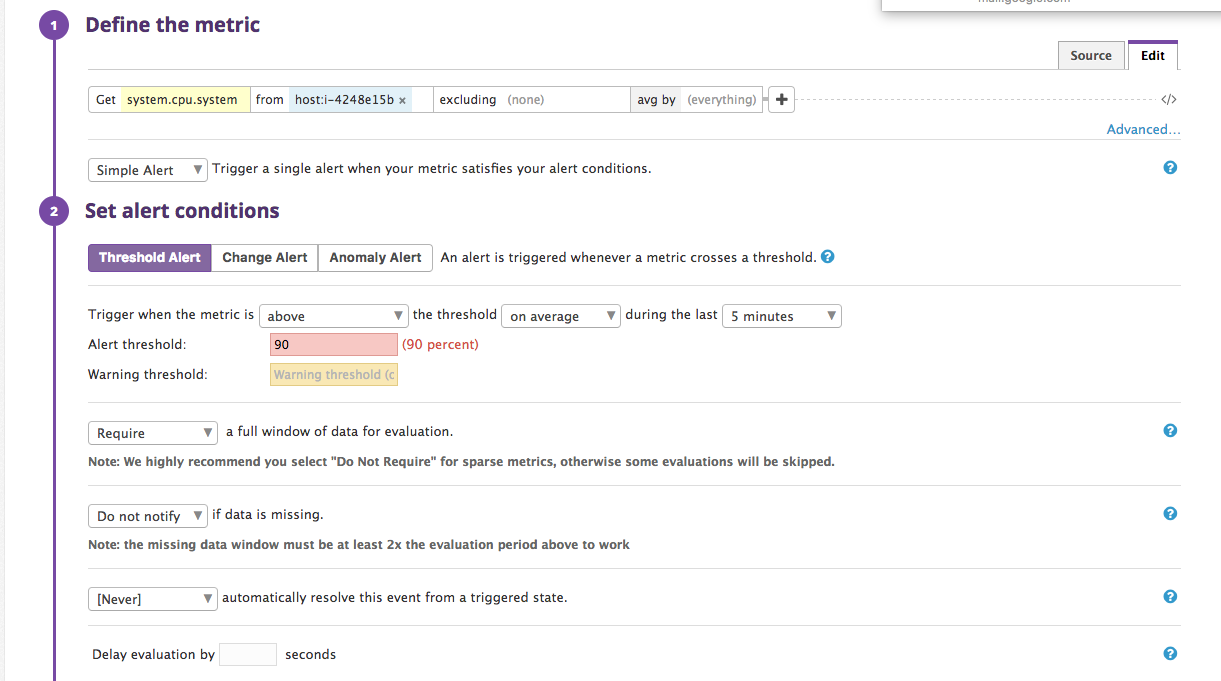 1 Define the metric
Source Edit
Get system.cpu.system from host:i-4248e15b × excluding (none) avg by (everything) + </>
Advanced...
Simple Alert ▼ Trigger a single alert when your metric satisfies your alert conditions. ?
2 Set alert conditions
Threshold Alert Change Alert Anomaly Alert An alert is triggered whenever a metric crosses a threshold. ?
Trigger when the metric is above ▼ the threshold on average ▼ during the last 5 minutes ▼
Alert threshold: 90 (90 percent)
Warning threshold: Warning threshold (c
Require ▼ a full window of data for evaluation. ?
Note: We highly recommend you select "Do Not Require" for sparse metrics, otherwise some evaluations will be skipped.
Do not notify ▼ if data is missing. ?
Note: the missing data window must be at least 2x the evaluation period above to work
[Never] ▼ automatically resolve this event from a triggered state. ?
Delay evaluation by seconds ?